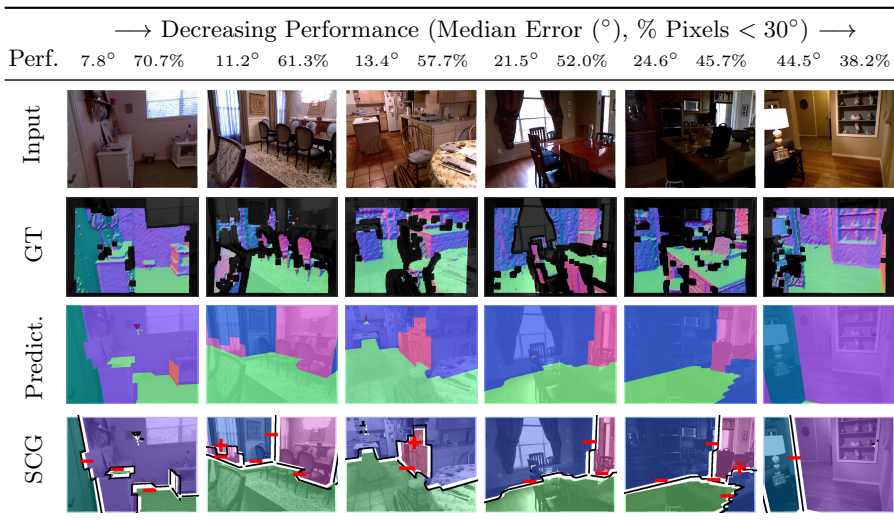 ⟶ Decreasing Performance (Median Error (°), % Pixels < 30°) ⟶
Perf. 7.8° 70.7% 11.2° 61.3% 13.4° 57.7% 21.5° 52.0% 24.6° 45.7% 44.5° 38.2%
Input
GT
Predict.
SCG